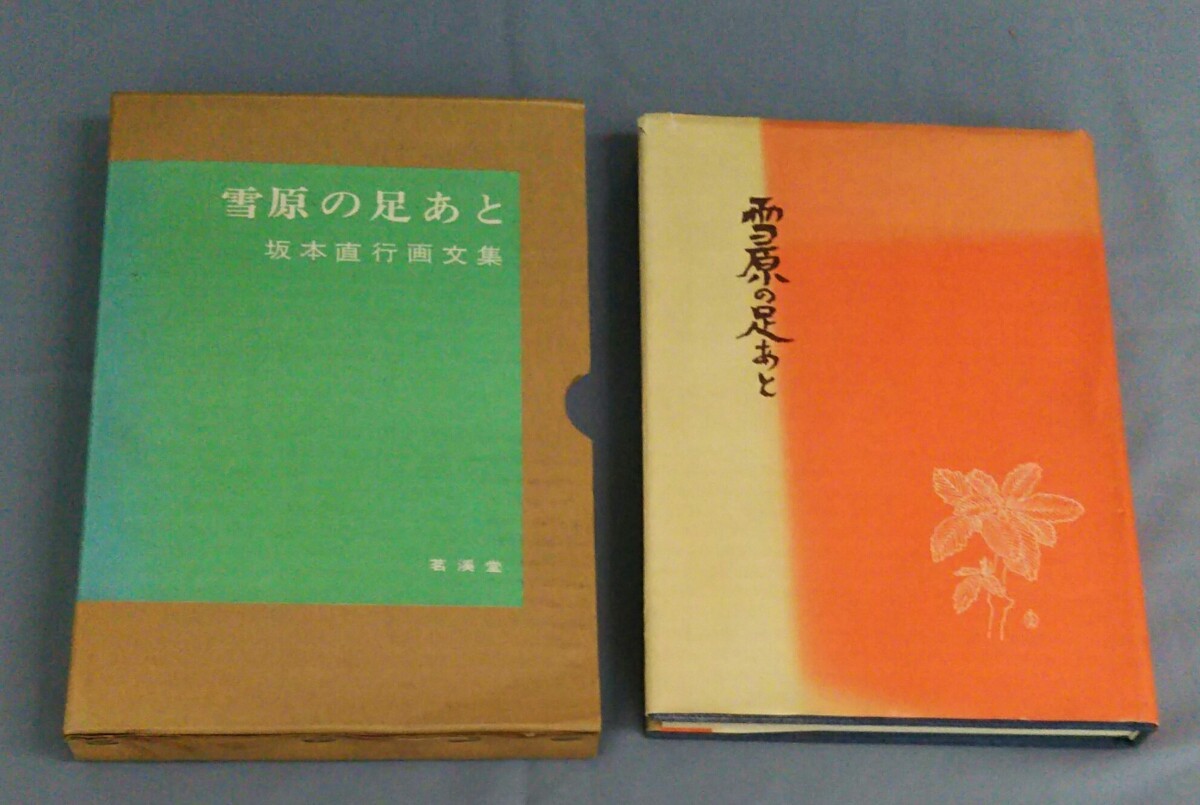 雪原の足あと
坂本直行画文集
茗溪堂
雪原の足あと